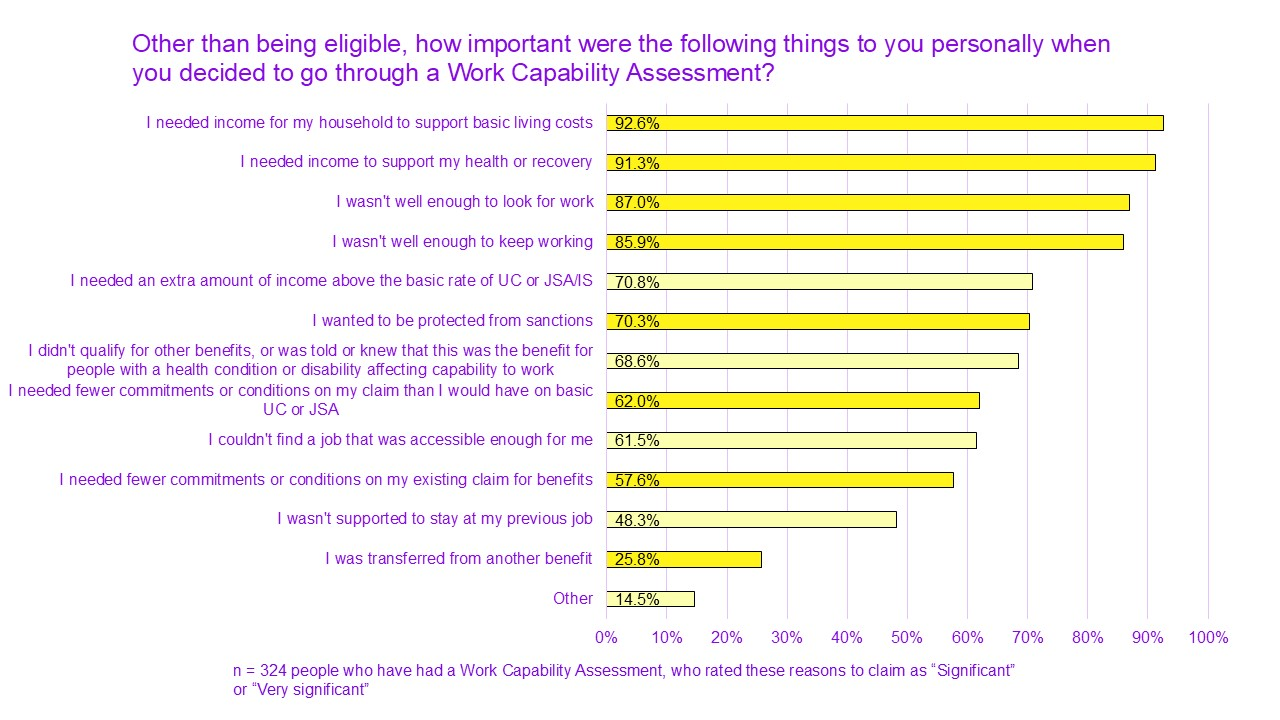 Other than being eligible, how important were the following things to you personally when
you decided to go through a Work Capability Assessment?
I needed income for my household to support basic living costs
92.6%
I needed income to support my health or recovery
91.3%
I wasn't well enough to look for work
87.0%
I wasn't well enough to keep working
85.9%
I needed an extra amount of income above the basic rate of UC or JSA/IS
70.8%
I wanted to be protected from sanctions
70.3%
I didn't qualify for other benefits, or was told or knew that this was the benefit for
people with a health condition or disability affecting capability to work
68.6%
I needed fewer commitments or conditions on my claim than I would have on basic
UC or JSA
62.0%
I couldn't find a job that was accessible enough for me
61.5%
I needed fewer commitments or conditions on my existing claim for benefits
57.6%
I wasn't supported to stay at my previous job
48.3%
I was transferred from another benefit
25.8%
Other
14.5%
0% 10% 20% 30% 40% 50% 60% 70% 80% 90% 100%
n = 324 people who have had a Work Capability Assessment, who rated these reasons to claim as “Significant”
or “Very significant”